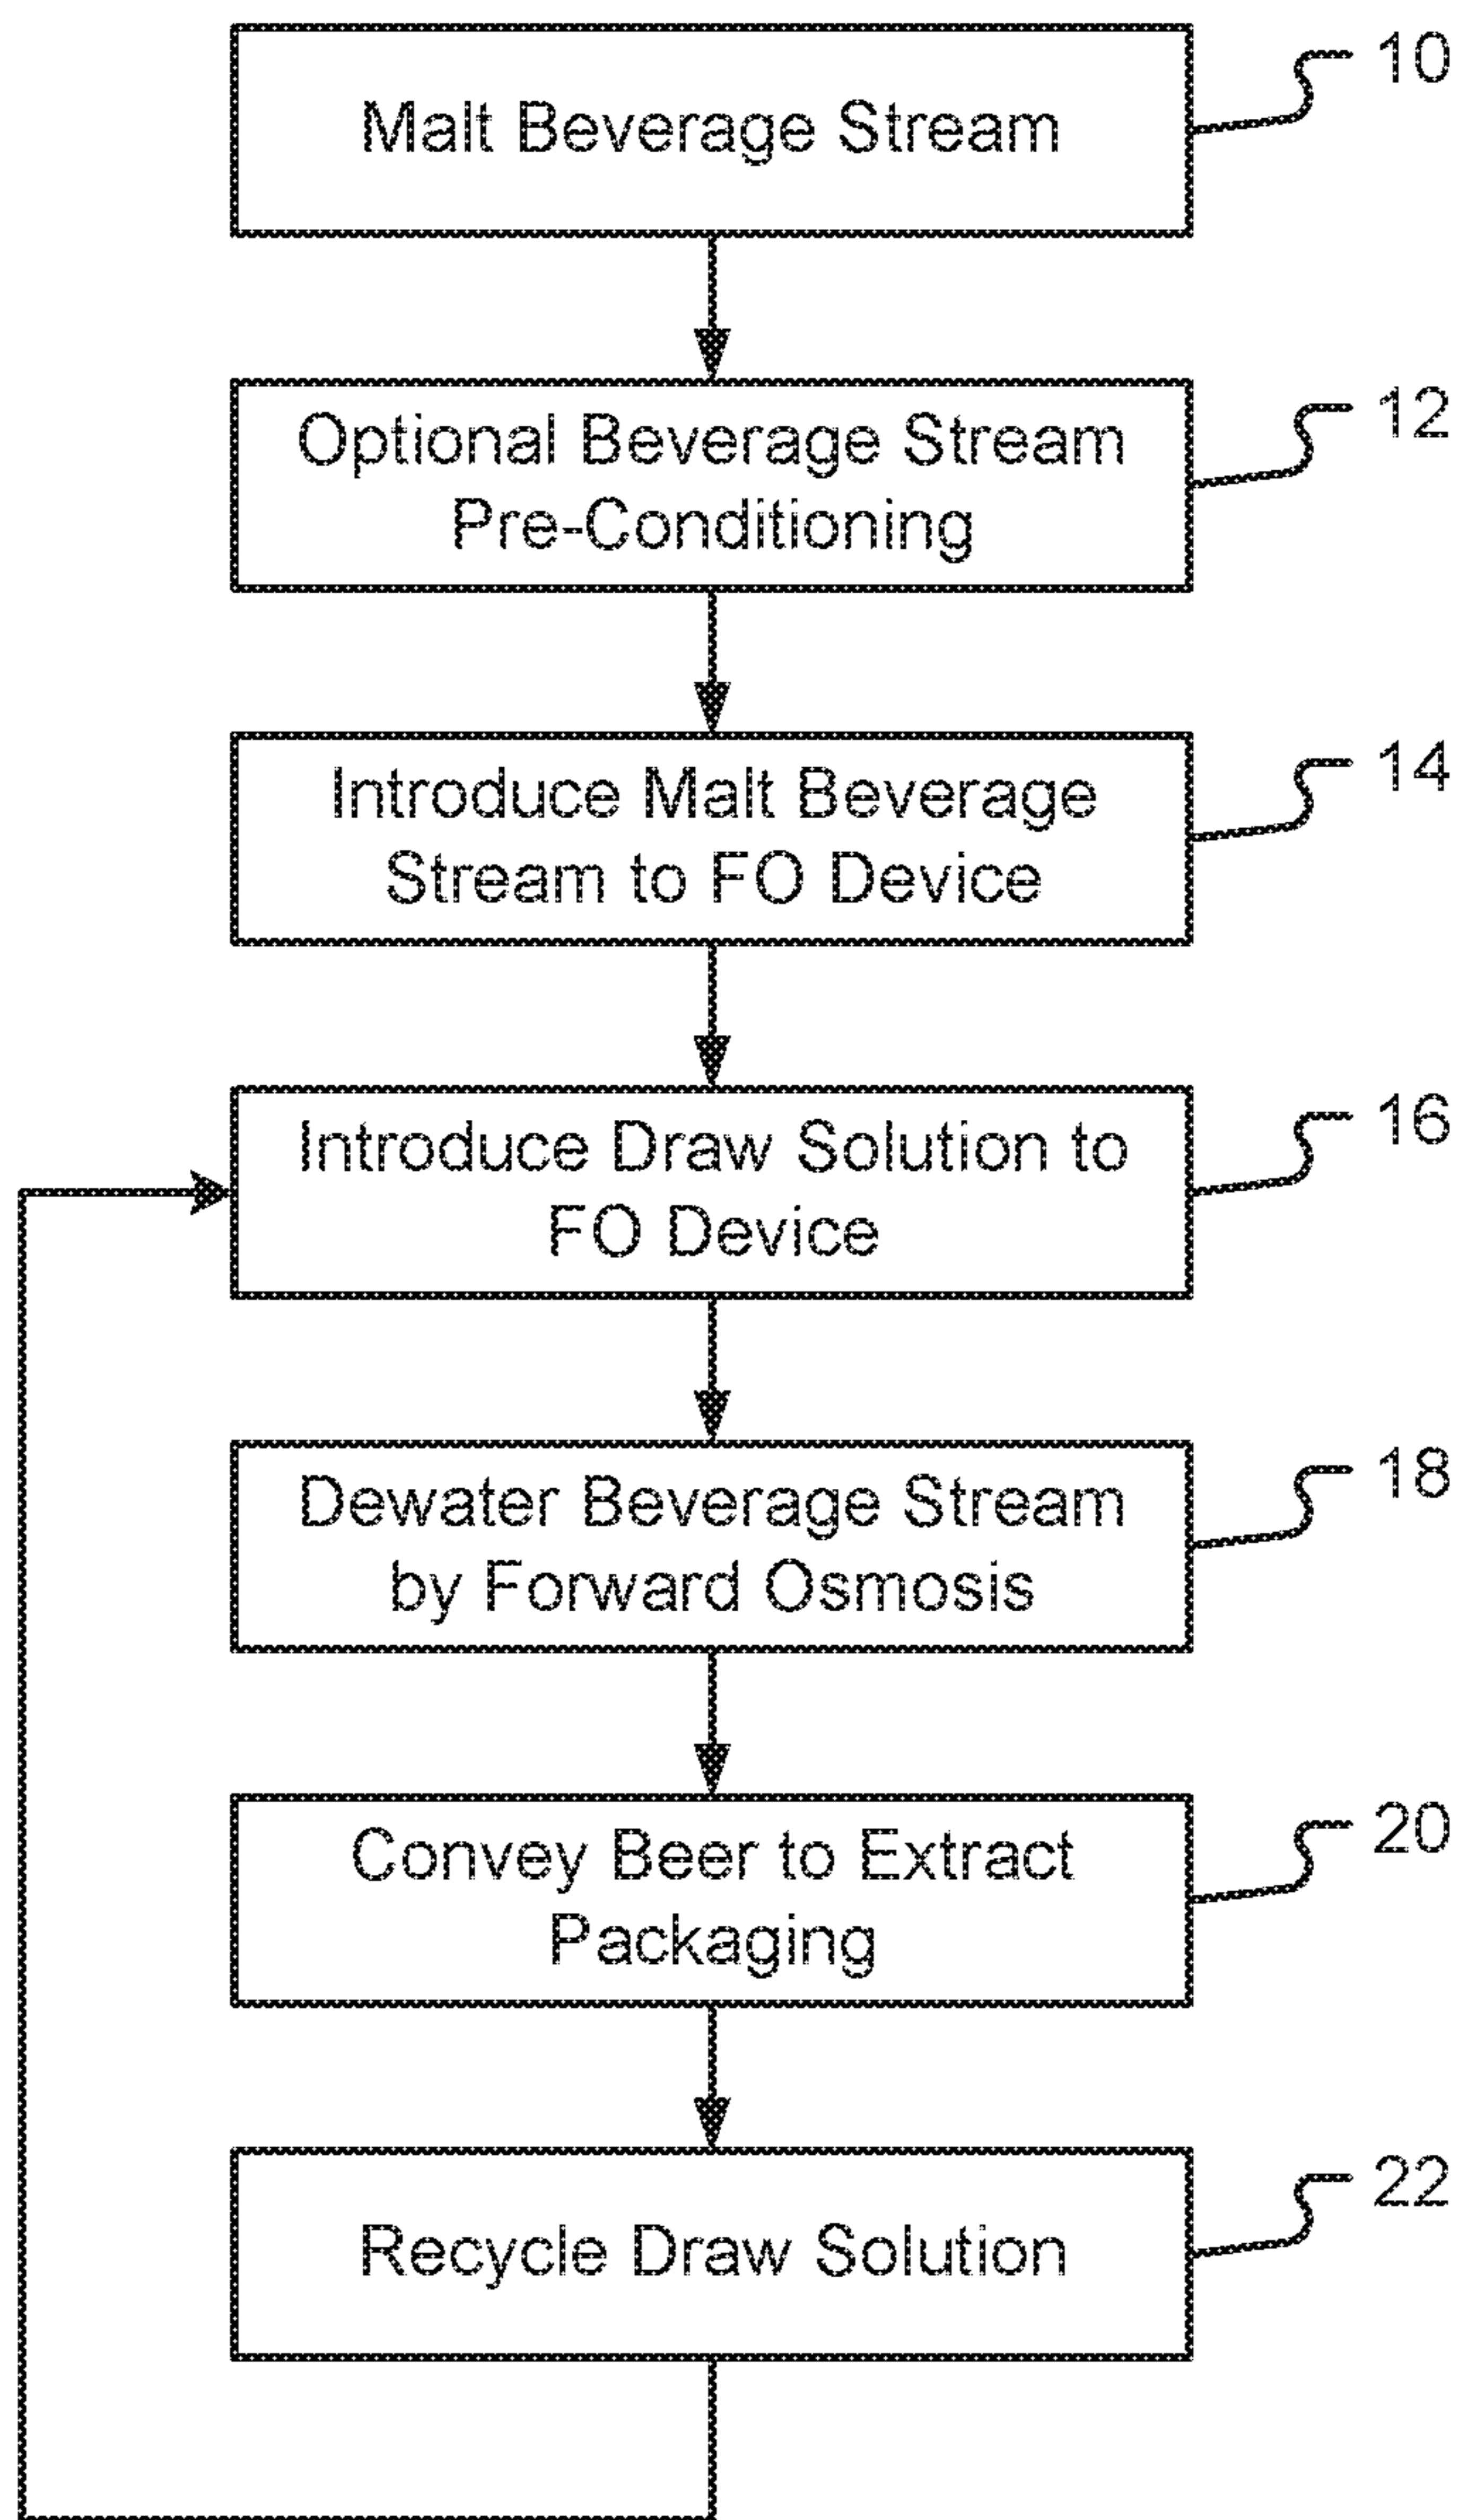 Malt Beverage Stream
10
Optional Beverage Stream
Pre-Conditioning
12
Introduce Malt Beverage
Stream to FO Device
14
Introduce Draw Solution to
FO Device
16
Dewater Beverage Stream
by Forward Osmosis
18
Convey Beer to Extract
Packaging
20
Recycle Draw Solution
22